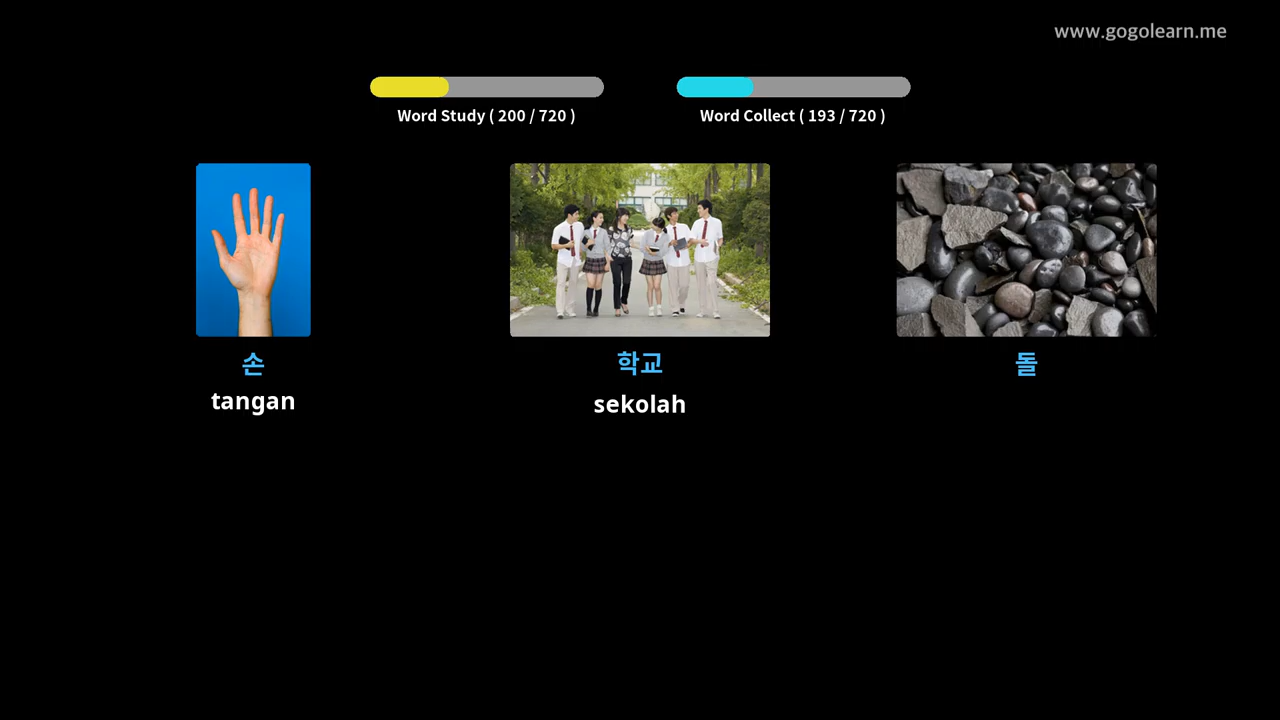 www.gogolearn.me
Word Study ( 200 / 720 )
Word Collect ( 193 / 720 )
손
학교
돌
tangan
sekolah